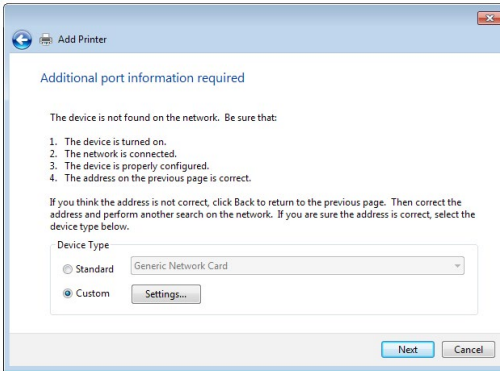 Add Printer
Additional port information required
The device is not found on the network. Be sure that:
1. The device is turned on.
2. The network is connected.
3. The device is properly configured.
4. The address on the previous page is correct.
If you think the address is not correct, click Back to return to the previous page. Then correct the
address and perform another search on the network. If you are sure the address is correct, select the
device type below.
Device Type
Standard Generic Network Card
Custom Settings...
Next Cancel